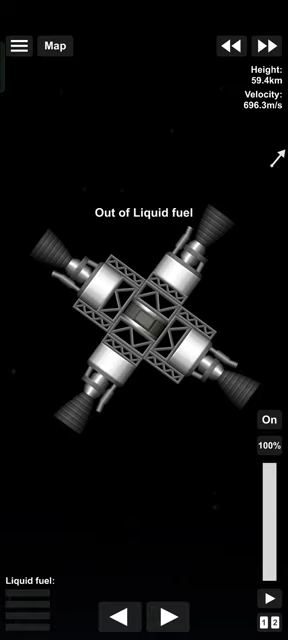 Map
Height:
59.4km
Velocity:
696.3m/s
Out of Liquid fuel
On
100%
Liquid fuel:
1 2